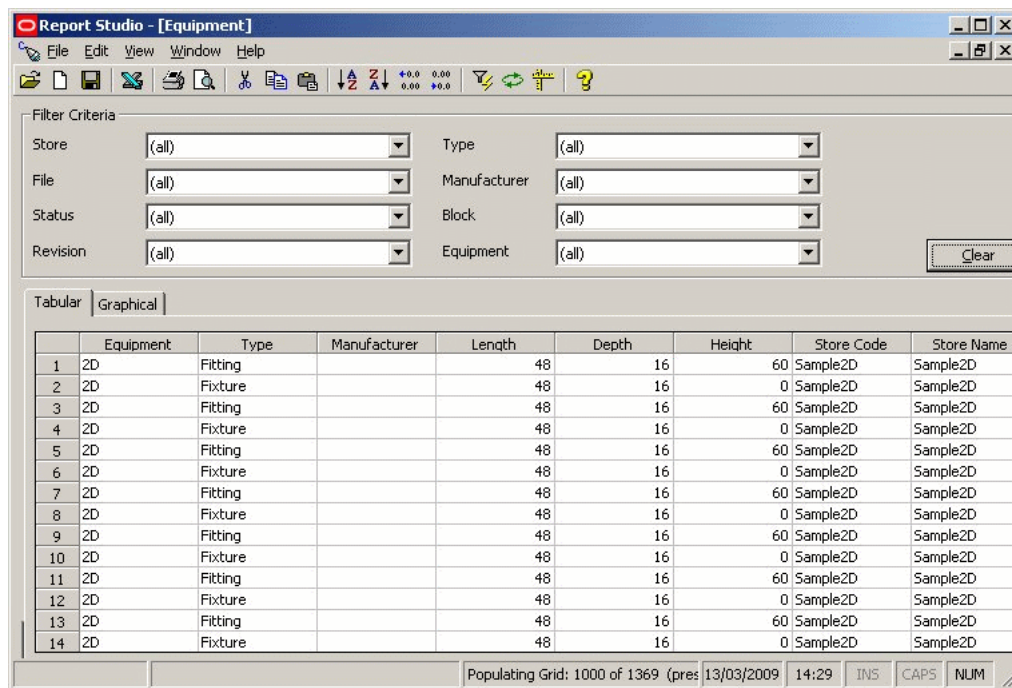 Report Studio - [Equipment]
File Edit View Window Help
Filter Criteria
Store (all) Type (all)
File (all) Manufacturer (all)
Status (all) Block (all)
Revision (all) Equipment (all) Clear
Tabular Graphical
Equipment Type Manufacturer Length Depth Height Store Code Store Name
1 2D Fitting 48 16 60 Sample2D Sample2D
2 2D Fixture 48 16 0 Sample2D Sample2D
3 2D Fitting 48 16 60 Sample2D Sample2D
4 2D Fixture 48 16 0 Sample2D Sample2D
5 2D Fitting 48 16 60 Sample2D Sample2D
6 2D Fixture 48 16 0 Sample2D Sample2D
7 2D Fitting 48 16 60 Sample2D Sample2D
8 2D Fixture 48 16 0 Sample2D Sample2D
9 2D Fitting 48 16 60 Sample2D Sample2D
10 2D Fixture 48 16 0 Sample2D Sample2D
11 2D Fitting 48 16 60 Sample2D Sample2D
12 2D Fixture 48 16 0 Sample2D Sample2D
13 2D Fitting 48 16 60 Sample2D Sample2D
14 2D Fixture 48 16 0 Sample2D Sample2D
Populating Grid: 1000 of 1369 (pres 13/03/2009 14:29 INS CAPS NUM